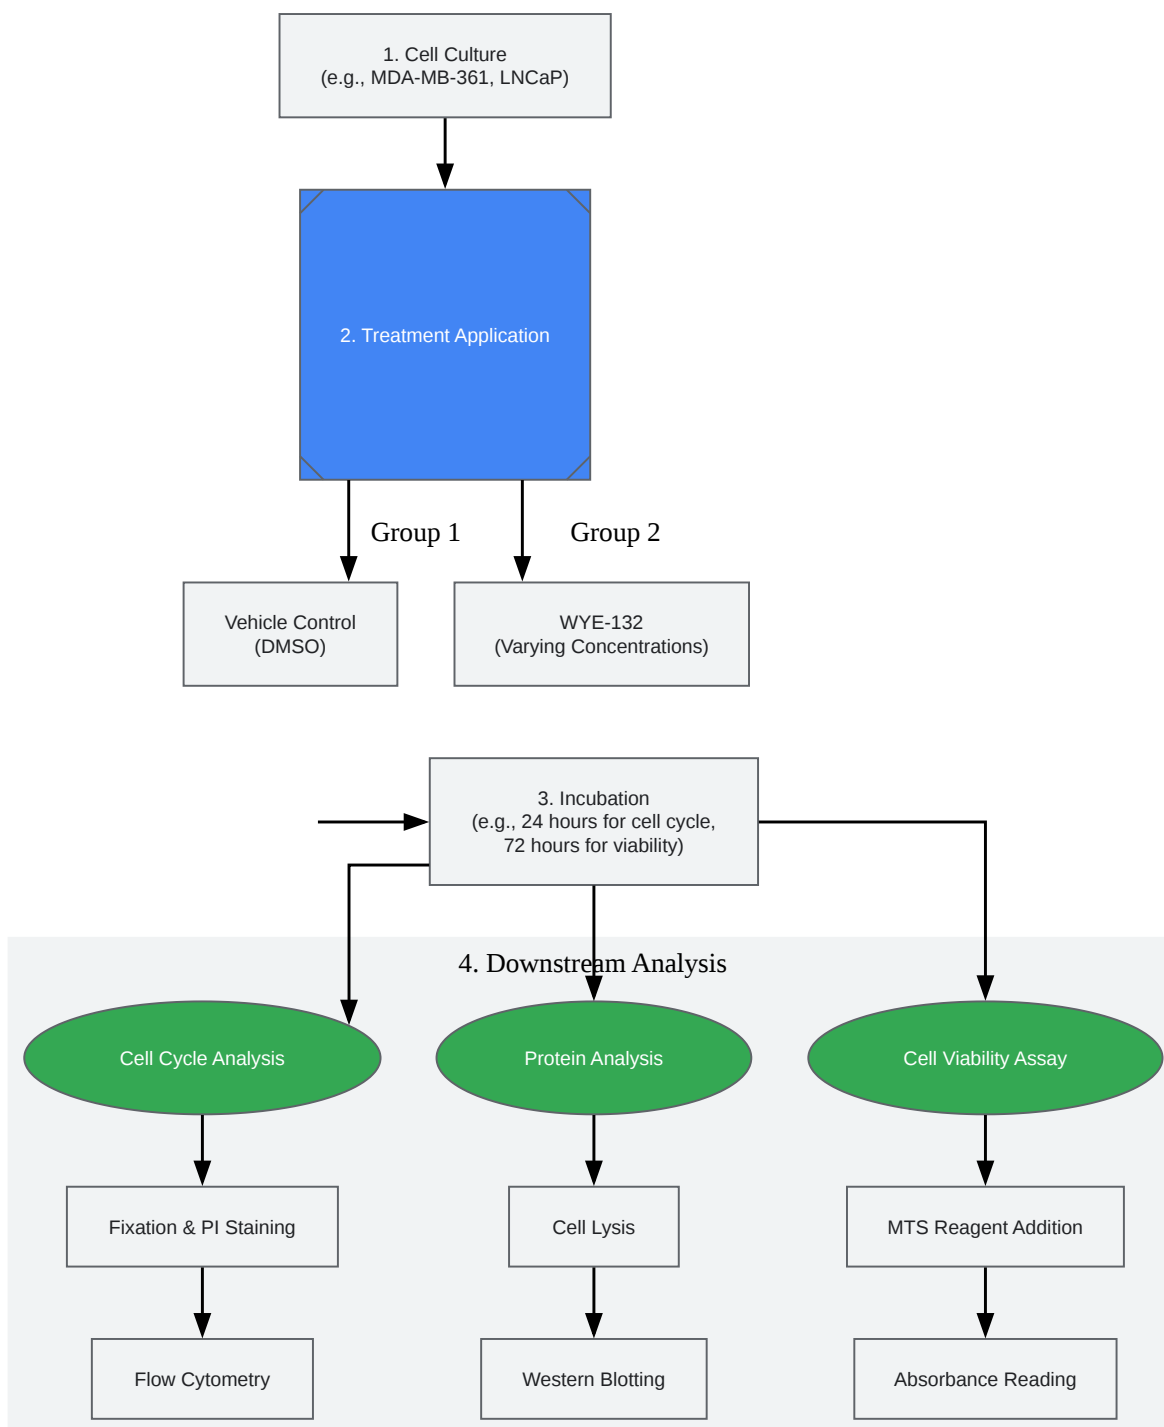 1. Cell Culture
(e.g., MDA-MB-361, LNCaP)
2. Treatment Application
Group 1
Group 2
Vehicle Control
(DMSO)
WYE-132
(Varying Concentrations)
3. Incubation
(e.g., 24 hours for cell cycle,
72 hours for viability)
4. Downstream Analysis
Cell Cycle Analysis
Protein Analysis
Cell Viability Assay
Fixation & PI Staining
Cell Lysis
MTS Reagent Addition
Flow Cytometry
Western Blotting
Absorbance Reading